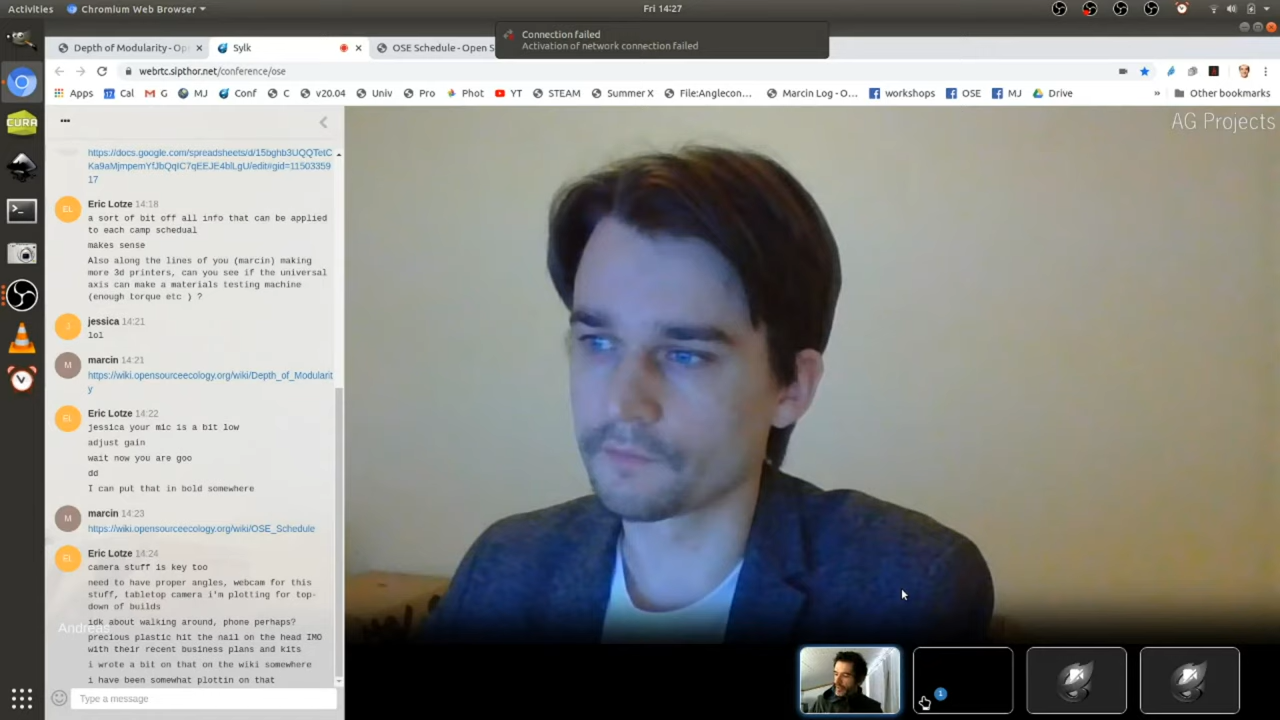 Activities
Chromium Web Browser
Fri 14:27
Connection failed
Activation of network connection failed
Depth of Modularity - Ope
Sylk
OSE Schedule - Open S
webrtc.sipthor.net/conference/ose
Apps
Cal
G
MJ
Conf
C
v20.04
Univ
Pro
Phot
YT
STEAM
Summer X
File:Anglecon...
Marcin Log - O...
workshops
OSE
MJ
Drive
»
Other bookmarks
CURA
AG Projects
https://docs.google.com/spreadsheets/d/15bghb3UQQTetC
Ka9aMjmpemYfJbQqIC7qEEJE4blLgU/edit#gid=11503359
17
EL
Eric Lotze 14:18
a sort of bit off all info that can be applied
to each camp schedual
makes sense
Also along the lines of you (marcin) making
more 3d printers, can you see if the universal
axis can make a materials testing machine
(enough torque etc ) ?
J
jessica 14:21
lol
M
marcin 14:21
https://wiki.opensourceecology.org/wiki/Depth_of_Modularit
y
EL
Eric Lotze 14:22
jessica your mic is a bit low
adjust gain
wait now you are goo
dd
I can put that in bold somewhere
M
marcin 14:23
https://wiki.opensourceecology.org/wiki/OSE_Schedule
EL
Eric Lotze 14:24
camera stuff is key too
need to have proper angles, webcam for this
stuff, tabletop camera i'm plotting for top-
down of builds
idk about walking around, phone perhaps?
Andreas
precious plastic hit the nail on the head IMO
with their recent business plans and kits
i wrote a bit on that on the wiki somewhere
i have been somewhat plottin on that
Type a message
1